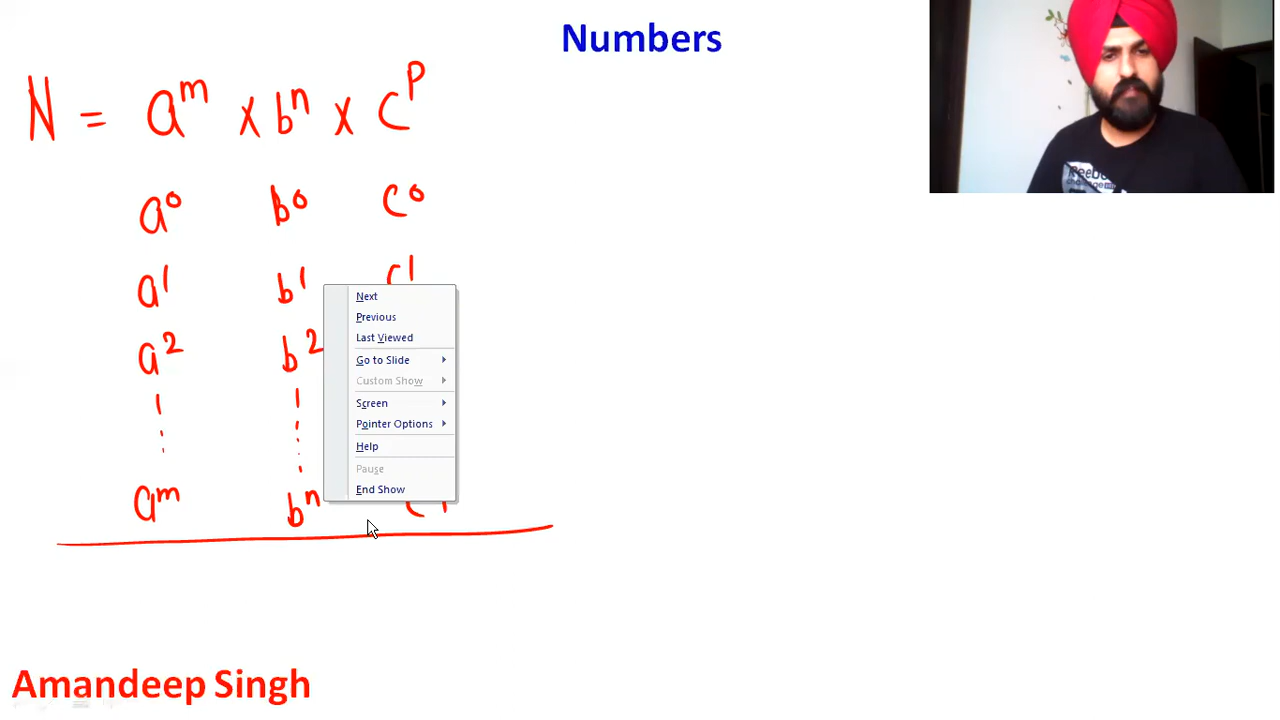 Numbers
N = a^m x b^n x c^p
a^0 b^0 c^0
a^1 b^1 c^1
a^2 b^2
⋮ ⋮
a^m b^n
Next
Previous
Last Viewed
Go to Slide
Custom Show
Screen
Pointer Options
Help
Pause
End Show
Reebok
Amandeep Singh